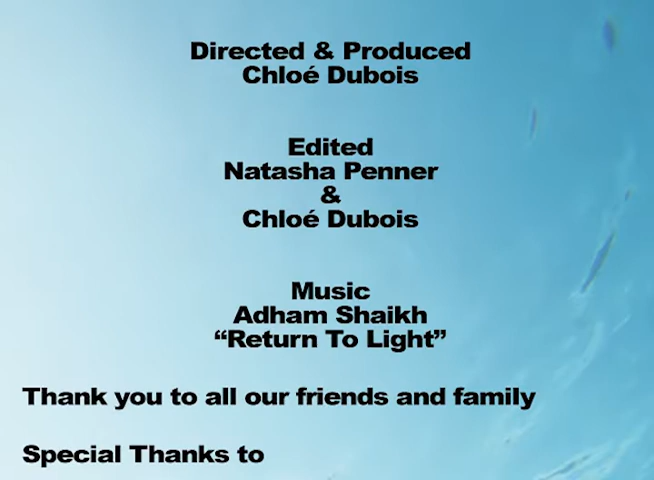 Directed & Produced
Chloé Dubois
Edited
Natasha Penner
&
Chloé Dubois
Music
Adham Shaikh
“Return To Light”
Thank you to all our friends and family
Special Thanks to